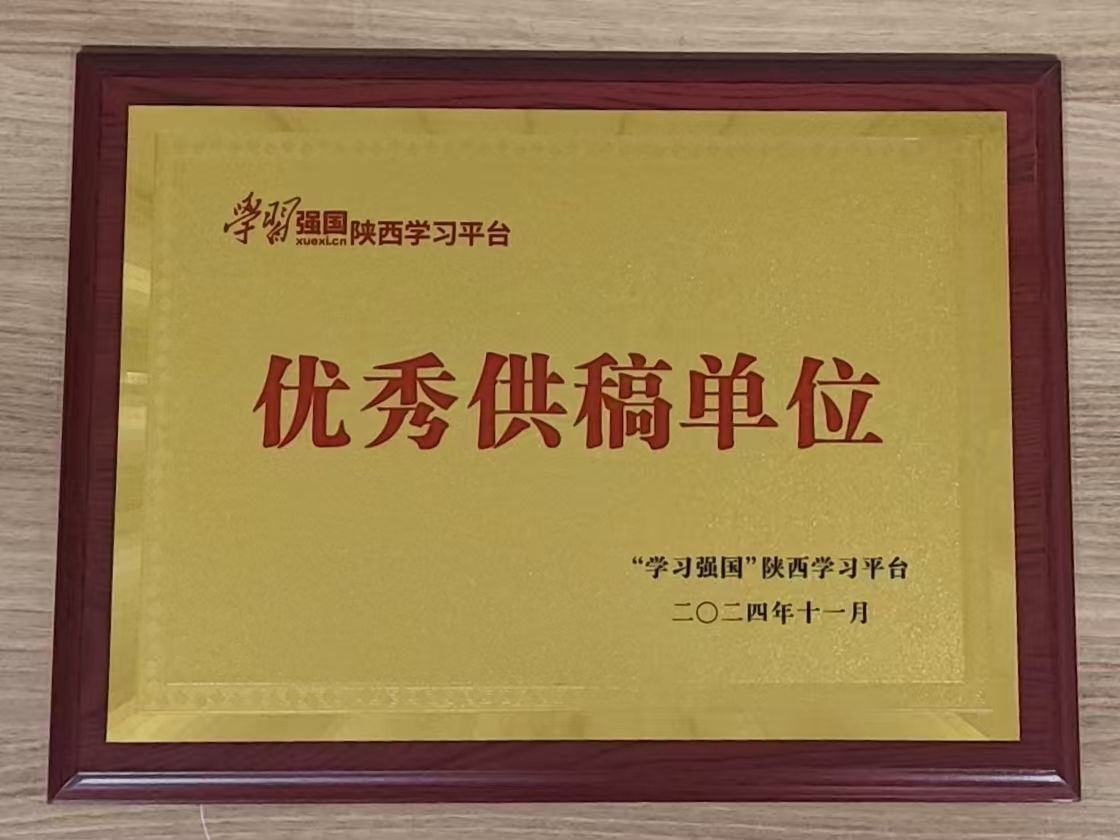 学習强国 陕西学习平台
xuexi.cn
优秀供稿单位
“学习强国”陕西学习平台
二〇二四年十一月